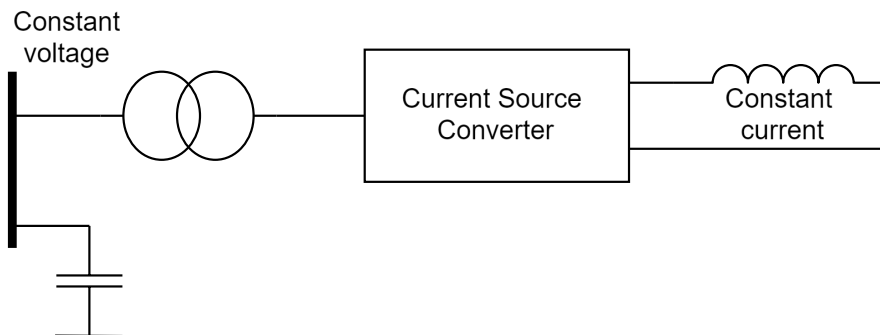 Constant
voltage
Current Source
Converter
Constant
current